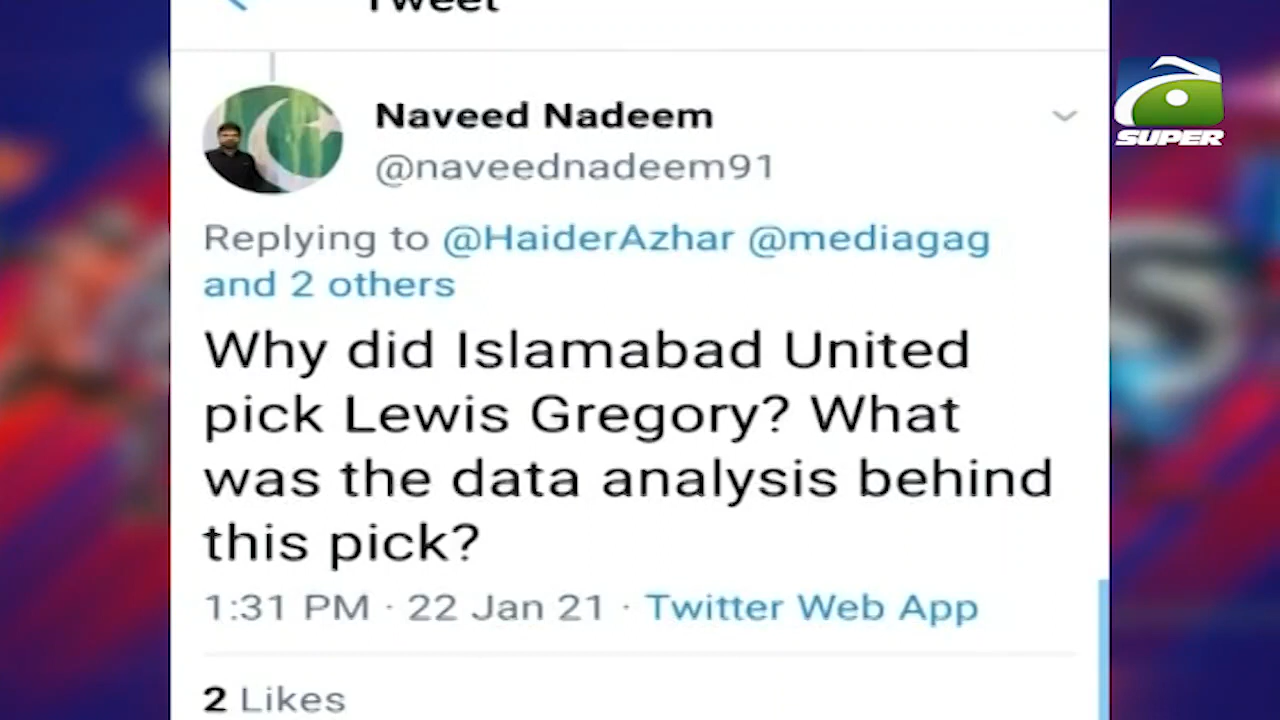 Tweet
Naveed Nadeem
@naveednadeem91
SUPER
Replying to @HaiderAzhar @mediagag
and 2 others
Why did Islamabad United
pick Lewis Gregory? What
was the data analysis behind
this pick?
1:31 PM · 22 Jan 21 · Twitter Web App
2 Likes